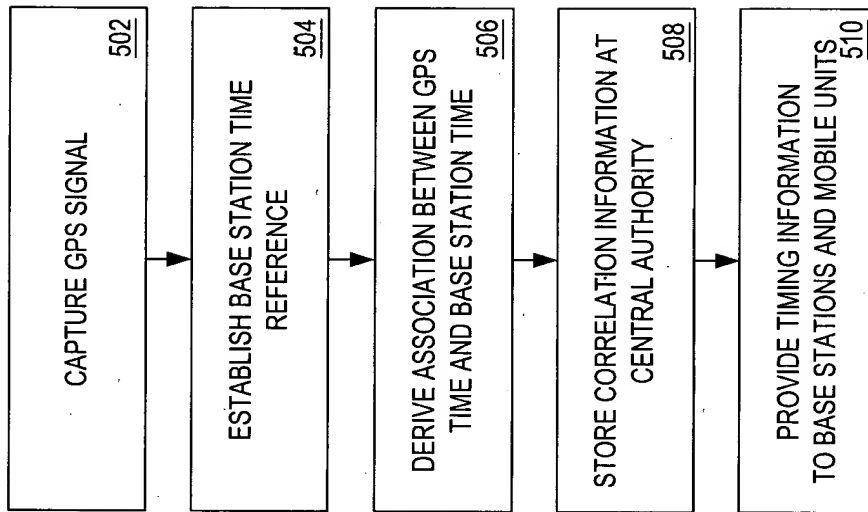 CAPTURE GPS SIGNAL
502
ESTABLISH BASE STATION TIME
REFERENCE
504
DERIVE ASSOCIATION BETWEEN GPS
TIME AND BASE STATION TIME
506
STORE CORRELATION INFORMATION AT
CENTRAL AUTHORITY
508
PROVIDE TIMING INFORMATION
TO BASE STATIONS AND MOBILE UNITS
510